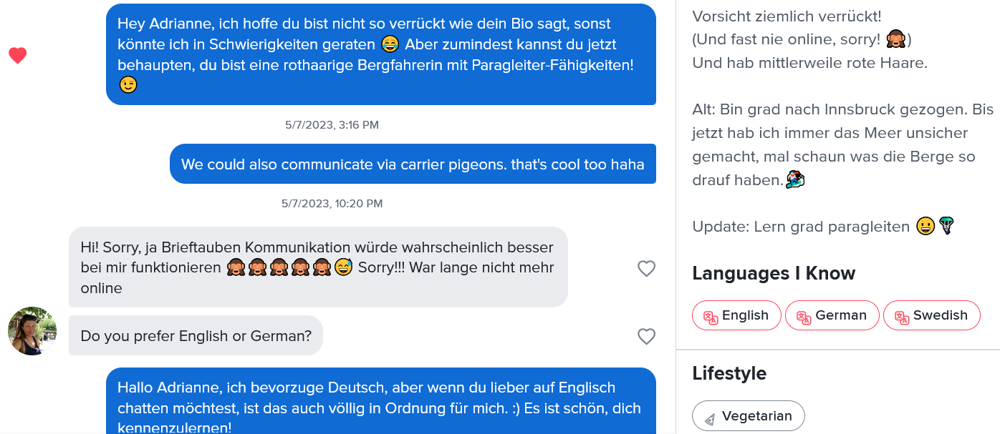 Hey Adrianne, ich hoffe du bist nicht so verrückt wie dein Bio sagt, sonst
könnte ich in Schwierigkeiten geraten 😂 Aber zumindest kannst du jetzt
behaupten, du bist eine rothaarige Bergfahrerin mit Paragleiter-Fähigkeiten!
😉
5/7/2023, 3:16 PM
We could also communicate via carrier pigeons. that's cool too haha
5/7/2023, 10:20 PM
Hi! Sorry, ja Brieftauben Kommunikation würde wahrscheinlich besser
bei mir funktionieren 🙈🙈🙈🙈🙈😅 Sorry!!! War lange nicht mehr
online
Do you prefer English or German?
Hallo Adrianne, ich bevorzuge Deutsch, aber wenn du lieber auf Englisch
chatten möchtest, ist das auch völlig in Ordnung für mich. :) Es ist schön, dich
kennenzulernen!
Vorsicht ziemlich verrückt!
(Und fast nie online, sorry! 🙈)
Und hab mittlerweile rote Haare.
Alt: Bin grad nach Innsbruck gezogen. Bis
jetzt hab ich immer das Meer unsicher
gemacht, mal schaun was die Berge so
drauf haben.🏂
Update: Lern grad paragleiten 😀🪂
Languages I Know
English
German
Swedish
Lifestyle
Vegetarian